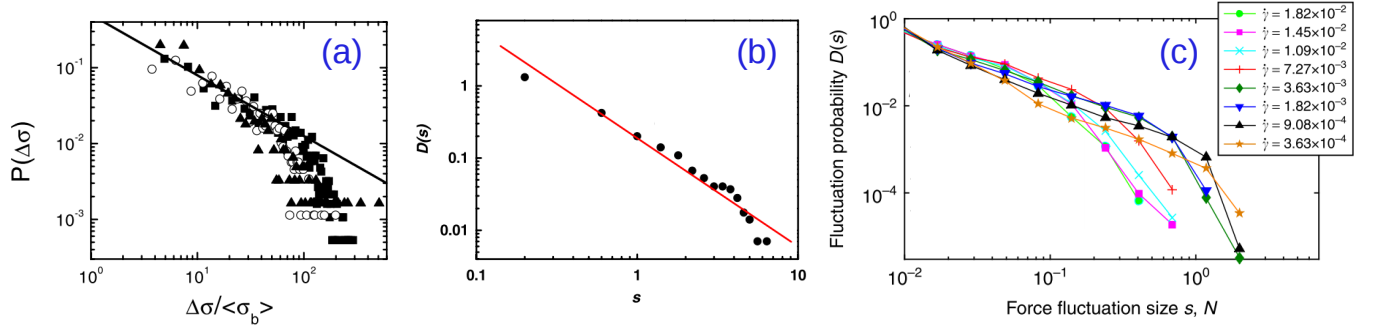 (a)
P(Δσ)
10⁻¹
10⁻²
10⁻³
10⁰
10¹
10²
Δσ/<σ_b>
(b)
D(s)
1
0.1
0.01
0.1
1
10
s
(c)
Fluctuation probability D(s)
10⁰
10⁻²
10⁻⁴
10⁻²
10⁻¹
10⁰
Force fluctuation size s, N
γ̇ = 1.82×10⁻²
γ̇ = 1.45×10⁻²
γ̇ = 1.09×10⁻²
γ̇ = 7.27×10⁻³
γ̇ = 3.63×10⁻³
γ̇ = 1.82×10⁻³
γ̇ = 9.08×10⁻⁴
γ̇ = 3.63×10⁻⁴